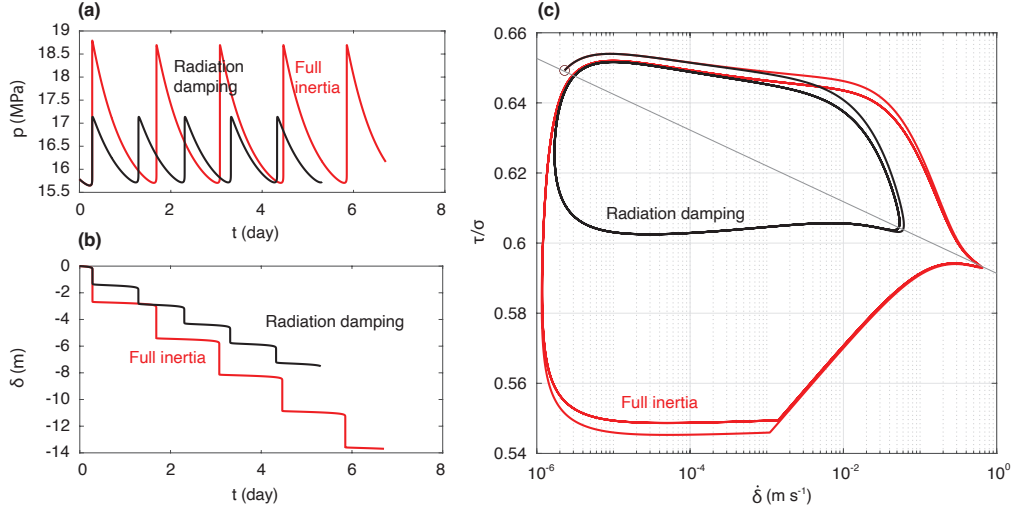 (a)
19
18.5
18
17.5
17
16.5
16
15.5
p (MPa)
Radiation
damping
Full
inertia
0
2
4
6
8
t (day)
(b)
0
-2
-4
-6
-8
-10
-12
-14
δ (m)
Radiation damping
Full inertia
0
2
4
6
8
t (day)
(c)
0.66
0.64
0.62
0.6
0.58
0.56
0.54
τ/σ
Radiation damping
Full inertia
10⁻⁶
10⁻⁴
10⁻²
10⁰
δ̇ (m s⁻¹)